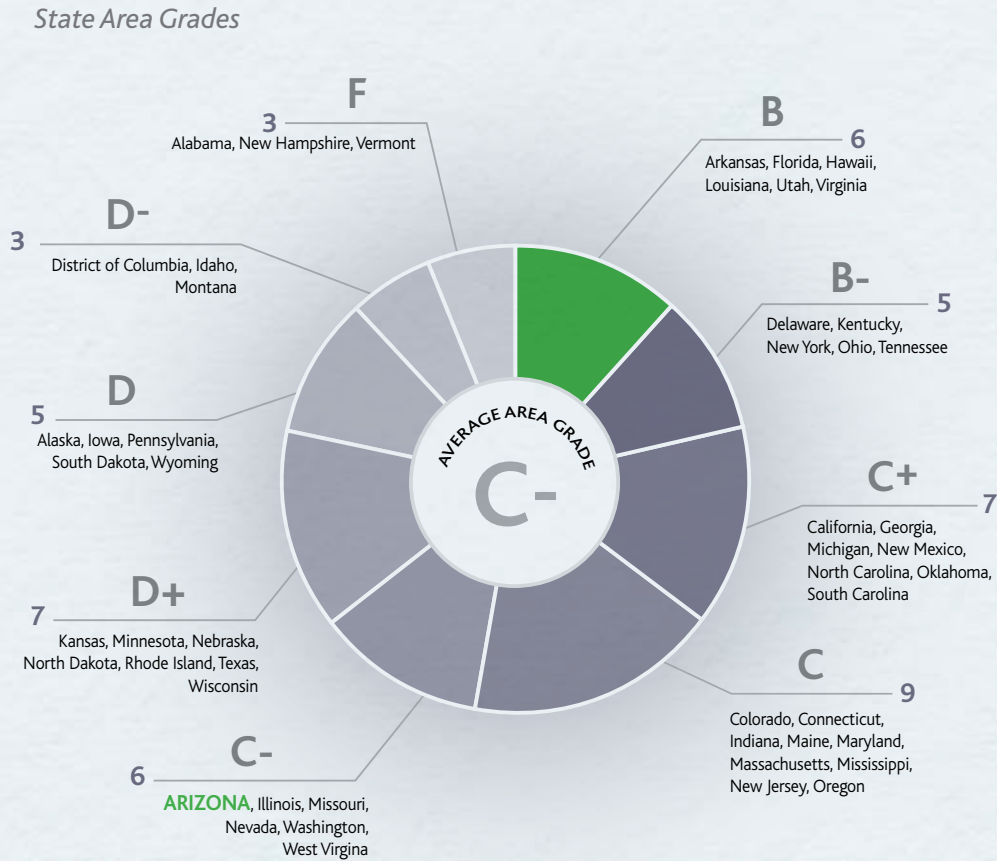 State Area Grades
F
3
Alabama, New Hampshire, Vermont
B
6
Arkansas, Florida, Hawaii,
Louisiana, Utah, Virginia
D-
3
District of Columbia, Idaho,
Montana
B-
5
Delaware, Kentucky,
New York, Ohio, Tennessee
D
5
Alaska, Iowa, Pennsylvania,
South Dakota, Wyoming
AVERAGE AREA GRADE
C-
C+
7
California, Georgia,
Michigan, New Mexico,
North Carolina, Oklahoma,
South Carolina
D+
7
Kansas, Minnesota, Nebraska,
North Dakota, Rhode Island, Texas,
Wisconsin
C
9
Colorado, Connecticut,
Indiana, Maine, Maryland,
Massachusetts, Mississippi,
New Jersey, Oregon
C-
6
ARIZONA, Illinois, Missouri,
Nevada, Washington,
West Virgina